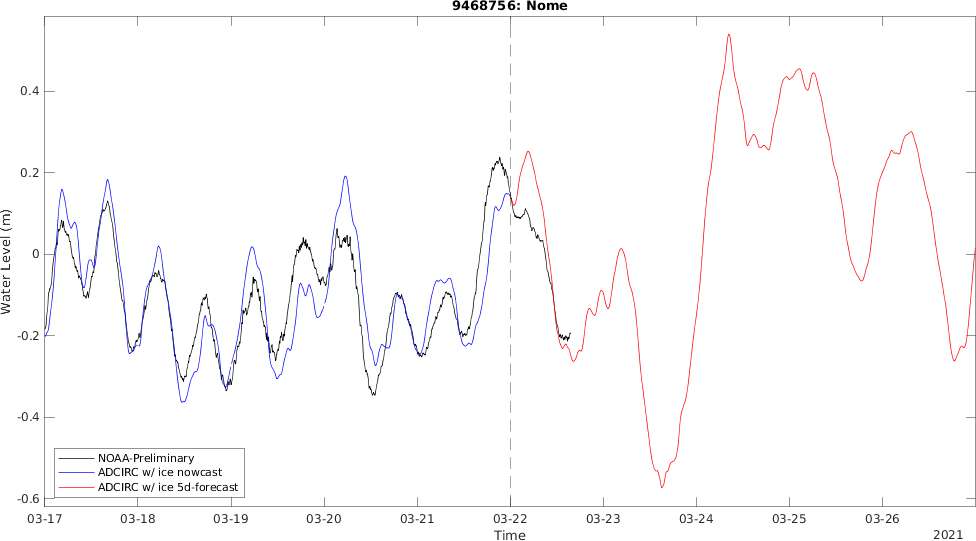 9468756: Nome
Water Level (m)
0.4
0.2
0
-0.2
-0.4
-0.6
NOAA-Preliminary
ADCIRC w/ ice nowcast
ADCIRC w/ ice 5d-forecast
03-17 03-18 03-19 03-20 03-21 03-22 03-23 03-24 03-25 03-26
Time
2021